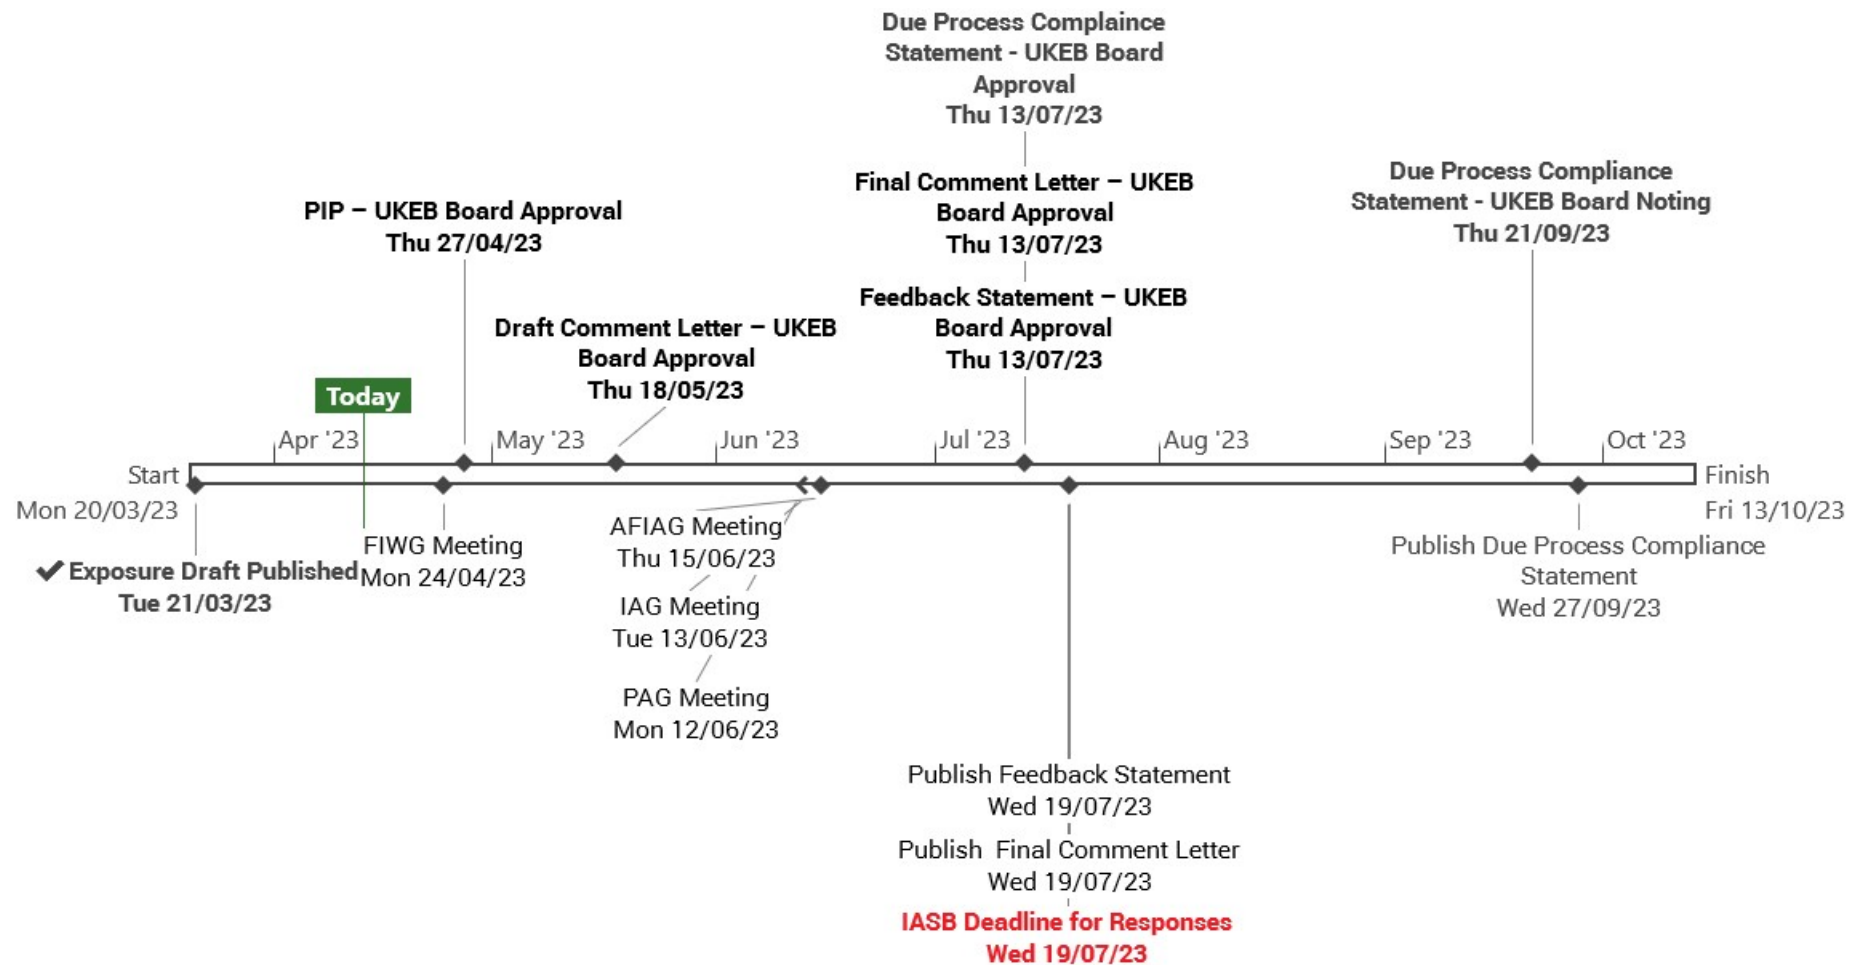 Due Process Complaince
Statement - UKEB Board
Approval
Thu 13/07/23
Final Comment Letter – UKEB
Board Approval
Thu 13/07/23
Feedback Statement – UKEB
Board Approval
Thu 13/07/23
Due Process Compliance
Statement - UKEB Board Noting
Thu 21/09/23
PIP – UKEB Board Approval
Thu 27/04/23
Draft Comment Letter – UKEB
Board Approval
Thu 18/05/23
Today
Apr '23
May '23
Jun '23
Jul '23
Aug '23
Sep '23
Oct '23
Start
Mon 20/03/23
Finish
Fri 13/10/23
Exposure Draft Published
Tue 21/03/23
FIWG Meeting
Mon 24/04/23
AFIAG Meeting
Thu 15/06/23
IAG Meeting
Tue 13/06/23
PAG Meeting
Mon 12/06/23
Publish Due Process Compliance
Statement
Wed 27/09/23
Publish Feedback Statement
Wed 19/07/23
Publish  Final Comment Letter
Wed 19/07/23
IASB Deadline for Responses
Wed 19/07/23